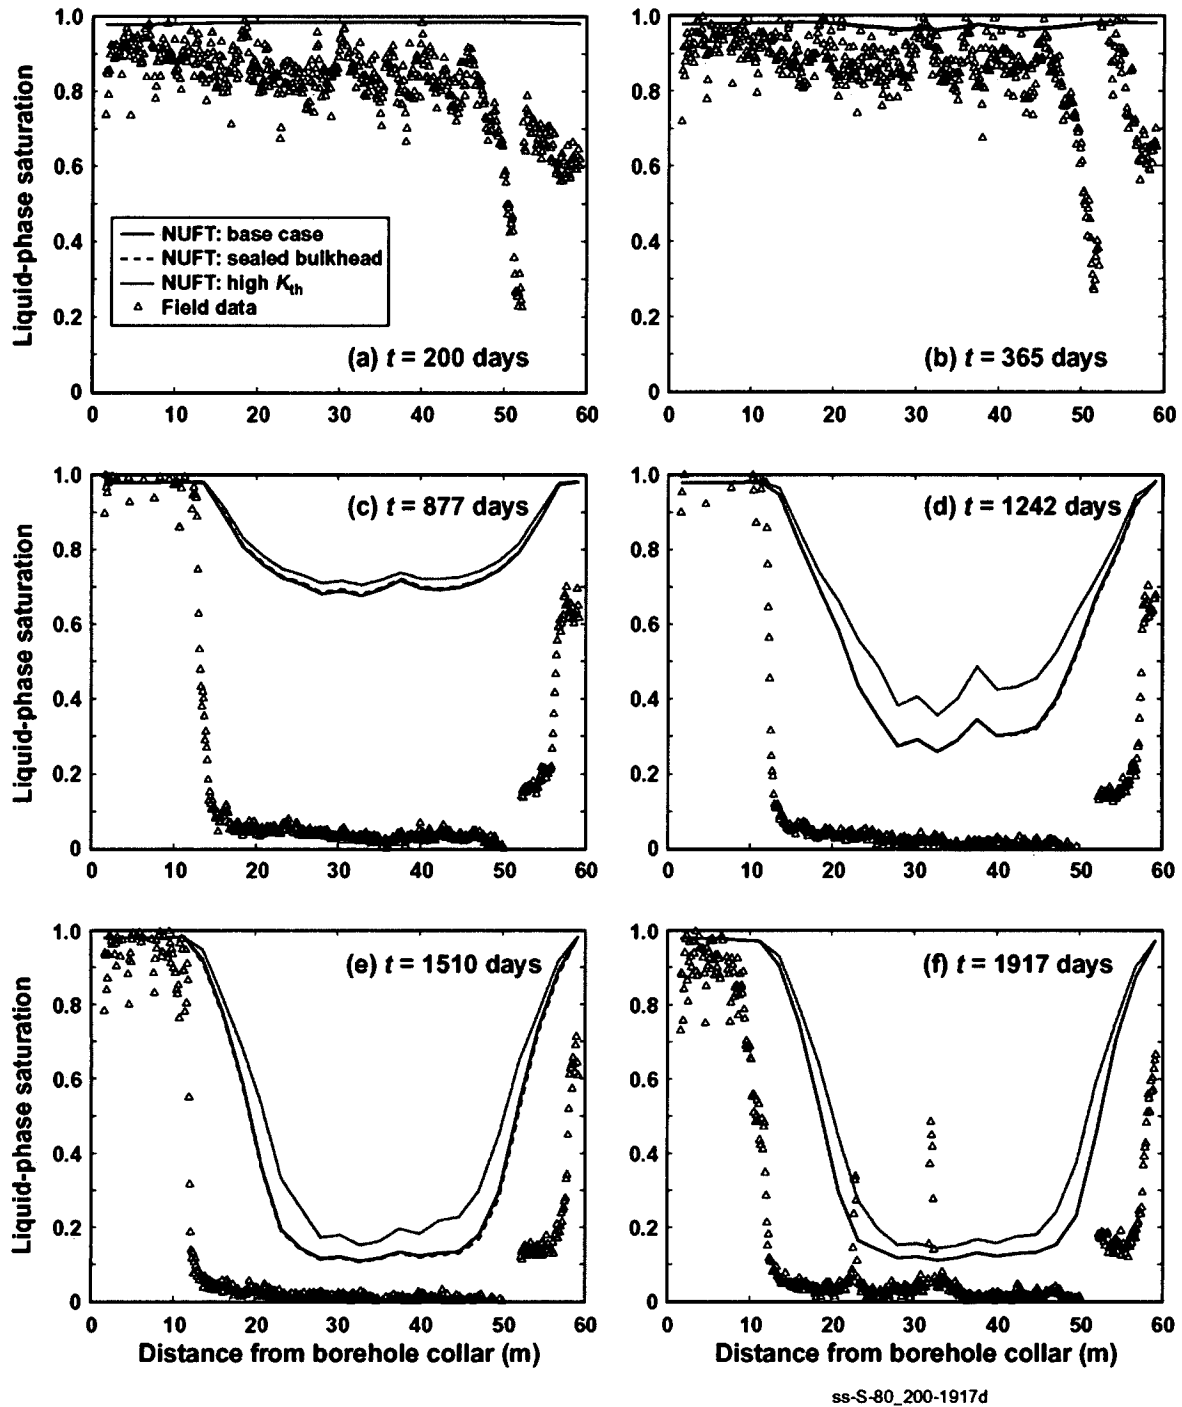 Liquid-phase saturation
1.0
0.8
0.6
0.4
0.2
0
NUFT: base case
NUFT: sealed bulkhead
NUFT: high Kth
Field data
(a) t = 200 days
0 10 20 30 40 50 60
Liquid-phase saturation
1.0
0.8
0.6
0.4
0.2
0
(b) t = 365 days
0 10 20 30 40 50 60
Liquid-phase saturation
1.0
0.8
0.6
0.4
0.2
0
(c) t = 877 days
0 10 20 30 40 50 60
1.0
0.8
0.6
0.4
0.2
0
(d) t = 1242 days
0 10 20 30 40 50 60
Liquid-phase saturation
1.0
0.8
0.6
0.4
0.2
0
(e) t = 1510 days
0 10 20 30 40 50 60
Distance from borehole collar (m)
1.0
0.8
0.6
0.4
0.2
0
(f) t = 1917 days
0 10 20 30 40 50 60
Distance from borehole collar (m)
ss-S-80_200-1917d